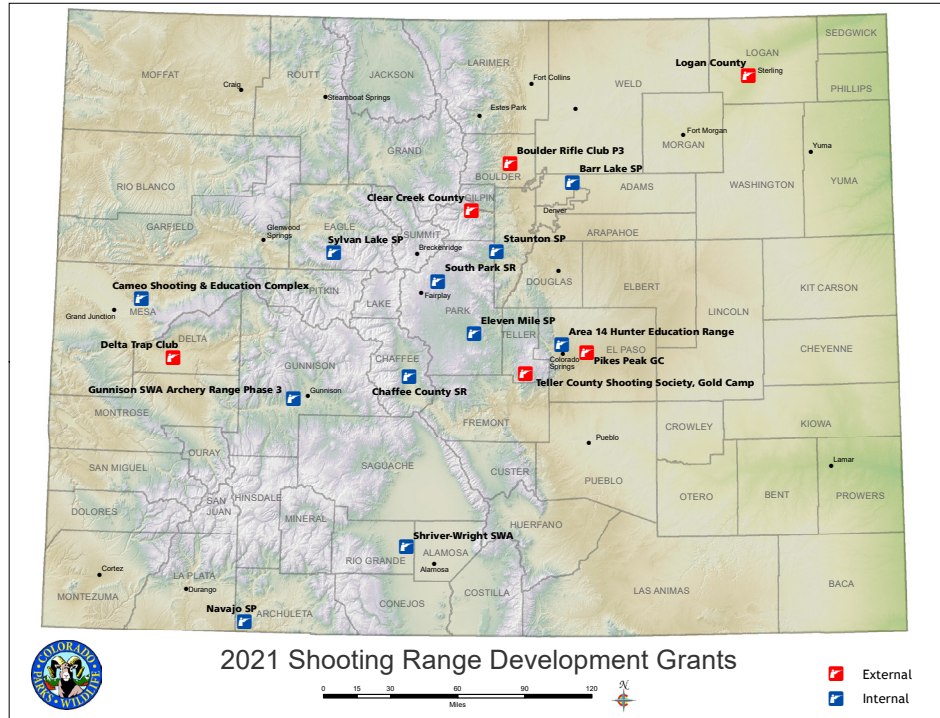 SEDGWICK
LOGAN
Logan County
Sterling
MOFFAT
ROUTT
JACKSON
LARIMER
Craig
Steamboat Springs
Fort Collins
WELD
PHILLIPS
Estes Park
Fort Morgan
MORGAN
GRAND
Boulder Rifle Club P3
BOULDER
Barr Lake SP
Yuma
YUMA
WASHINGTON
RIO BLANCO
ADAMS
Clear Creek County
GILPIN
Denver
GARFIELD
Glenwood
Springs
EAGLE
Sylvan Lake SP
SUMMIT
Breckenridge
Staunton SP
ARAPAHOE
South Park SR
DOUGLAS
ELBERT
KIT CARSON
Cameo Shooting & Education Complex
MESA
PITKIN
LAKE
Fairplay
PARK
LINCOLN
Grand Junction
Eleven Mile SP
TELLER
Area 14 Hunter Education Range
EL PASO
Colorado
Springs
Pikes Peak GC
CHEYENNE
Delta Trap Club
DELTA
GUNNISON
CHAFFEE
Teller County Shooting Society, Gold Camp
Gunnison SWA Archery Range Phase 3
Gunnison
Chaffee County SR
MONTROSE
FREMONT
CROWLEY
KIOWA
OURAY
Pueblo
SAGUACHE
CUSTER
PUEBLO
Lamar
SAN MIGUEL
OTERO
BENT
PROWERS
DOLORES
SAN
JUAN
HINSDALE
MINERAL
HUERFANO
Shriver-Wright SWA
RIO GRANDE
ALAMOSA
Alamosa
Cortez
LA PLATA
Durango
MONTEZUMA
Navajo SP
ARCHULETA
CONEJOS
COSTILLA
LAS ANIMAS
BACA
COLORADO
PARKS
WILDLIFE
2021 Shooting Range Development Grants
0 15 30 60 90 120
Miles
N
External
Internal